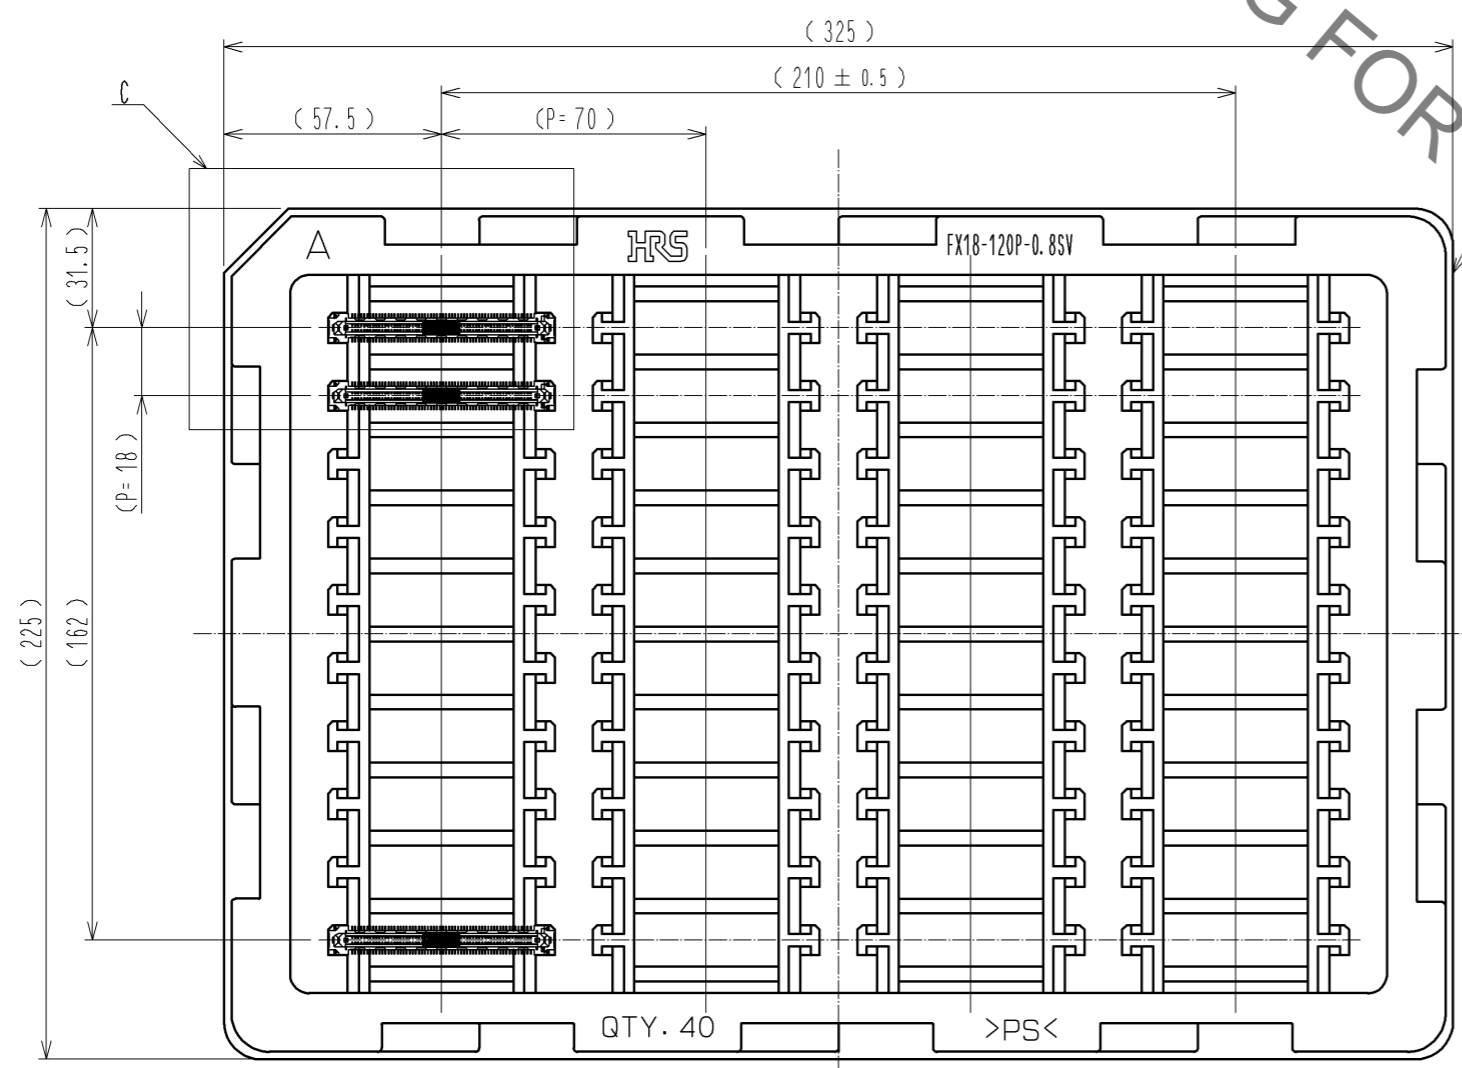 G FOR
( 325 )
( 210 ± 0.5 )
C
( 57.5 )
(P=70 )
( 31.5 )
A
HRS
FX18-120P-0.8SV
(P=18 )
( 225 )
( 162 )
QTY. 40
>PS<